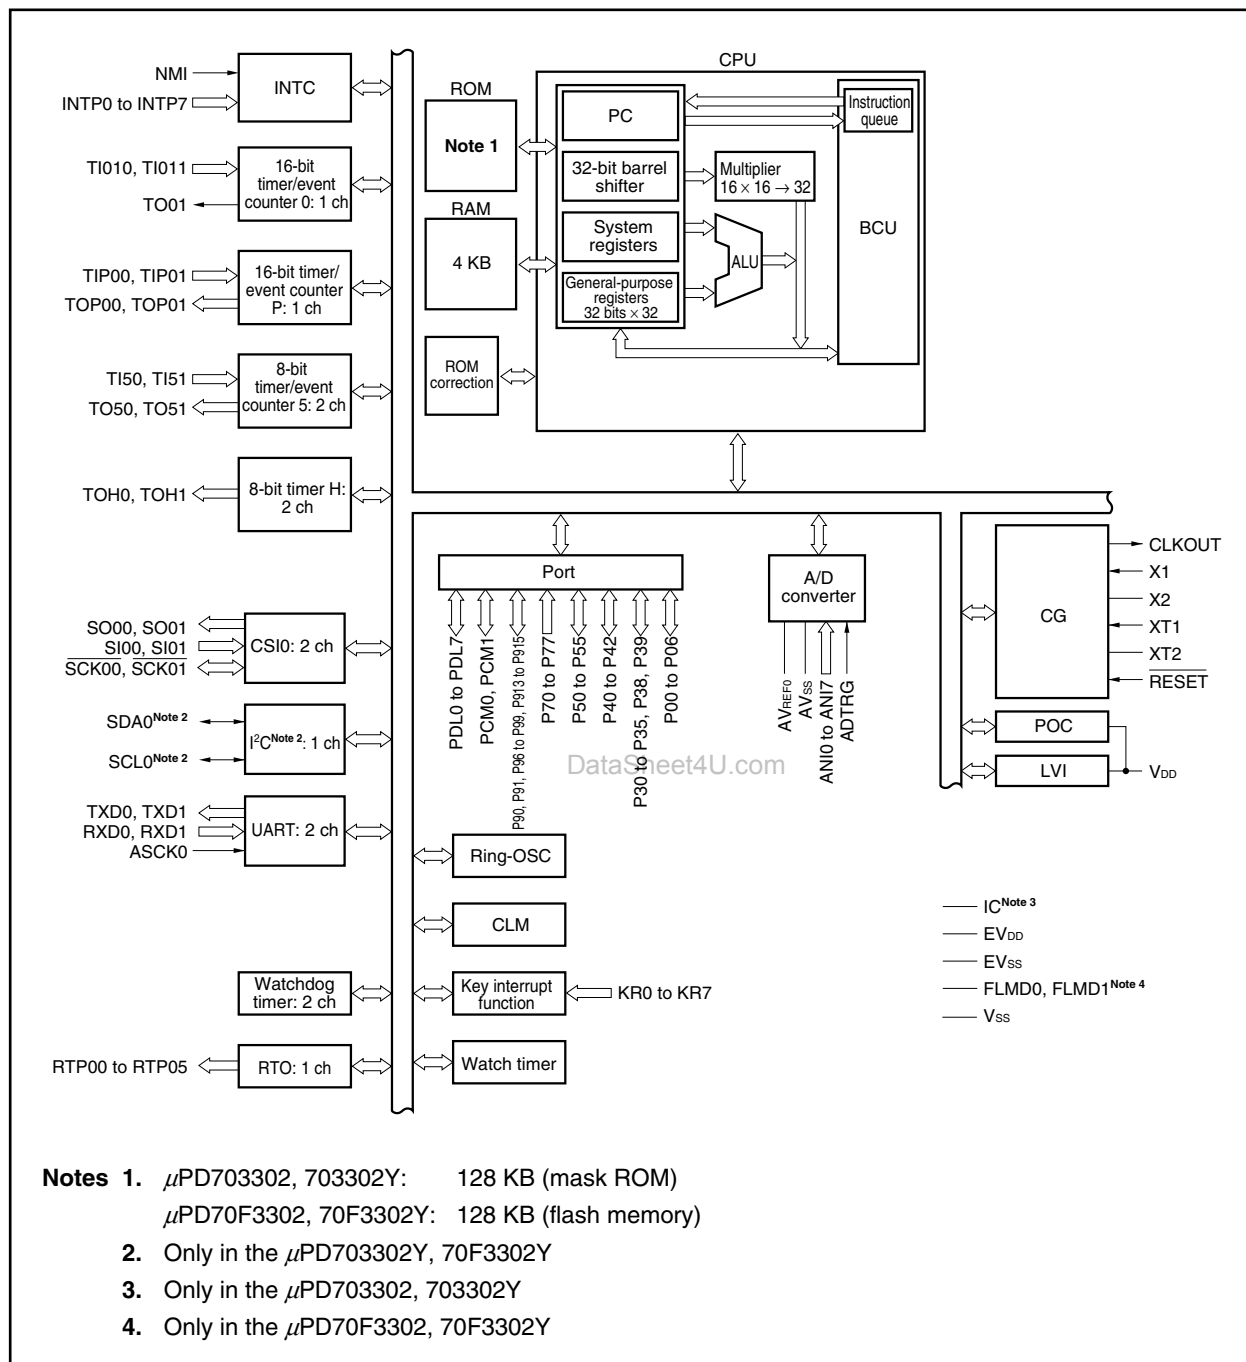 CPU
NMI
INTP0 to INTP7
INTC
TI010, TI011
TO01
16-bit
timer/event
counter 0: 1 ch
TIP00, TIP01
TOP00, TOP01
16-bit timer/
event counter
P: 1 ch
TI50, TI51
TO50, TO51
8-bit
timer/event
counter 5: 2 ch
TOH0, TOH1
8-bit timer H:
2 ch
SO00, SO01
SI00, SI01
SCK00, SCK01
CSI0: 2 ch
SDA0Note 2
SCL0Note 2
I²CNote 2: 1 ch
TXD0, TXD1
RXD0, RXD1
ASCK0
UART: 2 ch
Watchdog
timer: 2 ch
RTP00 to RTP05
RTO: 1 ch
ROM
Note 1
RAM
4 KB
ROM
correction
PC
32-bit barrel
shifter
System
registers
General-purpose
registers
32 bits × 32
Multiplier
16 × 16 → 32
ALU
Instruction
queue
BCU
Port
PDL0 to PDL7
PCM0, PCM1
P90, P91, P96 to P99, P913 to P915
P70 to P77
P50 to P55
P40 to P42
P30 to P35, P38, P39
P00 to P06
A/D
converter
AVREF0
AVSS
ANI0 to ANI7
ADTRG
DataSheet4U.com
CG
CLKOUT
X1
X2
XT1
XT2
RESET
POC
LVI
VDD
Ring-OSC
CLM
Key interrupt
function
KR0 to KR7
Watch timer
ICNote 3
EVDD
EVSS
FLMD0, FLMD1Note 4
VSS
Notes 1. μPD703302, 703302Y: 128 KB (mask ROM)
μPD70F3302, 70F3302Y: 128 KB (flash memory)
2. Only in the μPD703302Y, 70F3302Y
3. Only in the μPD703302, 703302Y
4. Only in the μPD70F3302, 70F3302Y